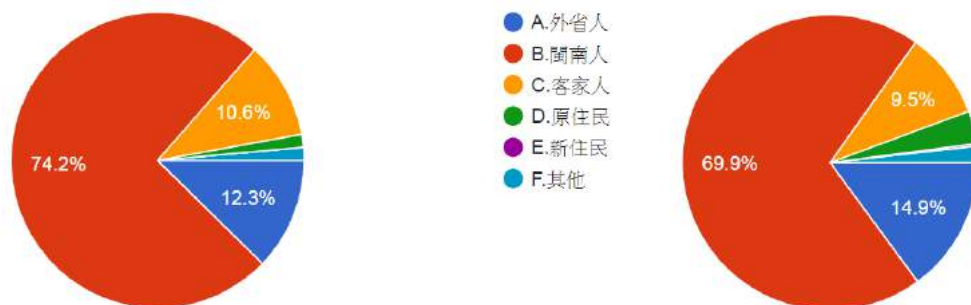 10.6%
74.2%
12.3%
A.外省人
B.閩南人
C.客家人
D.原住民
E.新住民
F.其他
9.5%
69.9%
14.9%